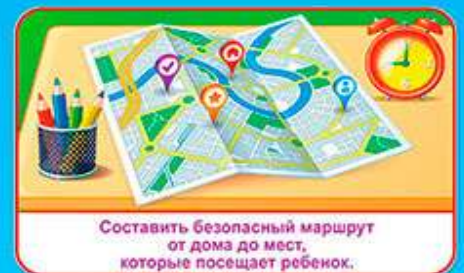 Составить безопасный маршрут
от дома до мест,
которые посещает ребенок.